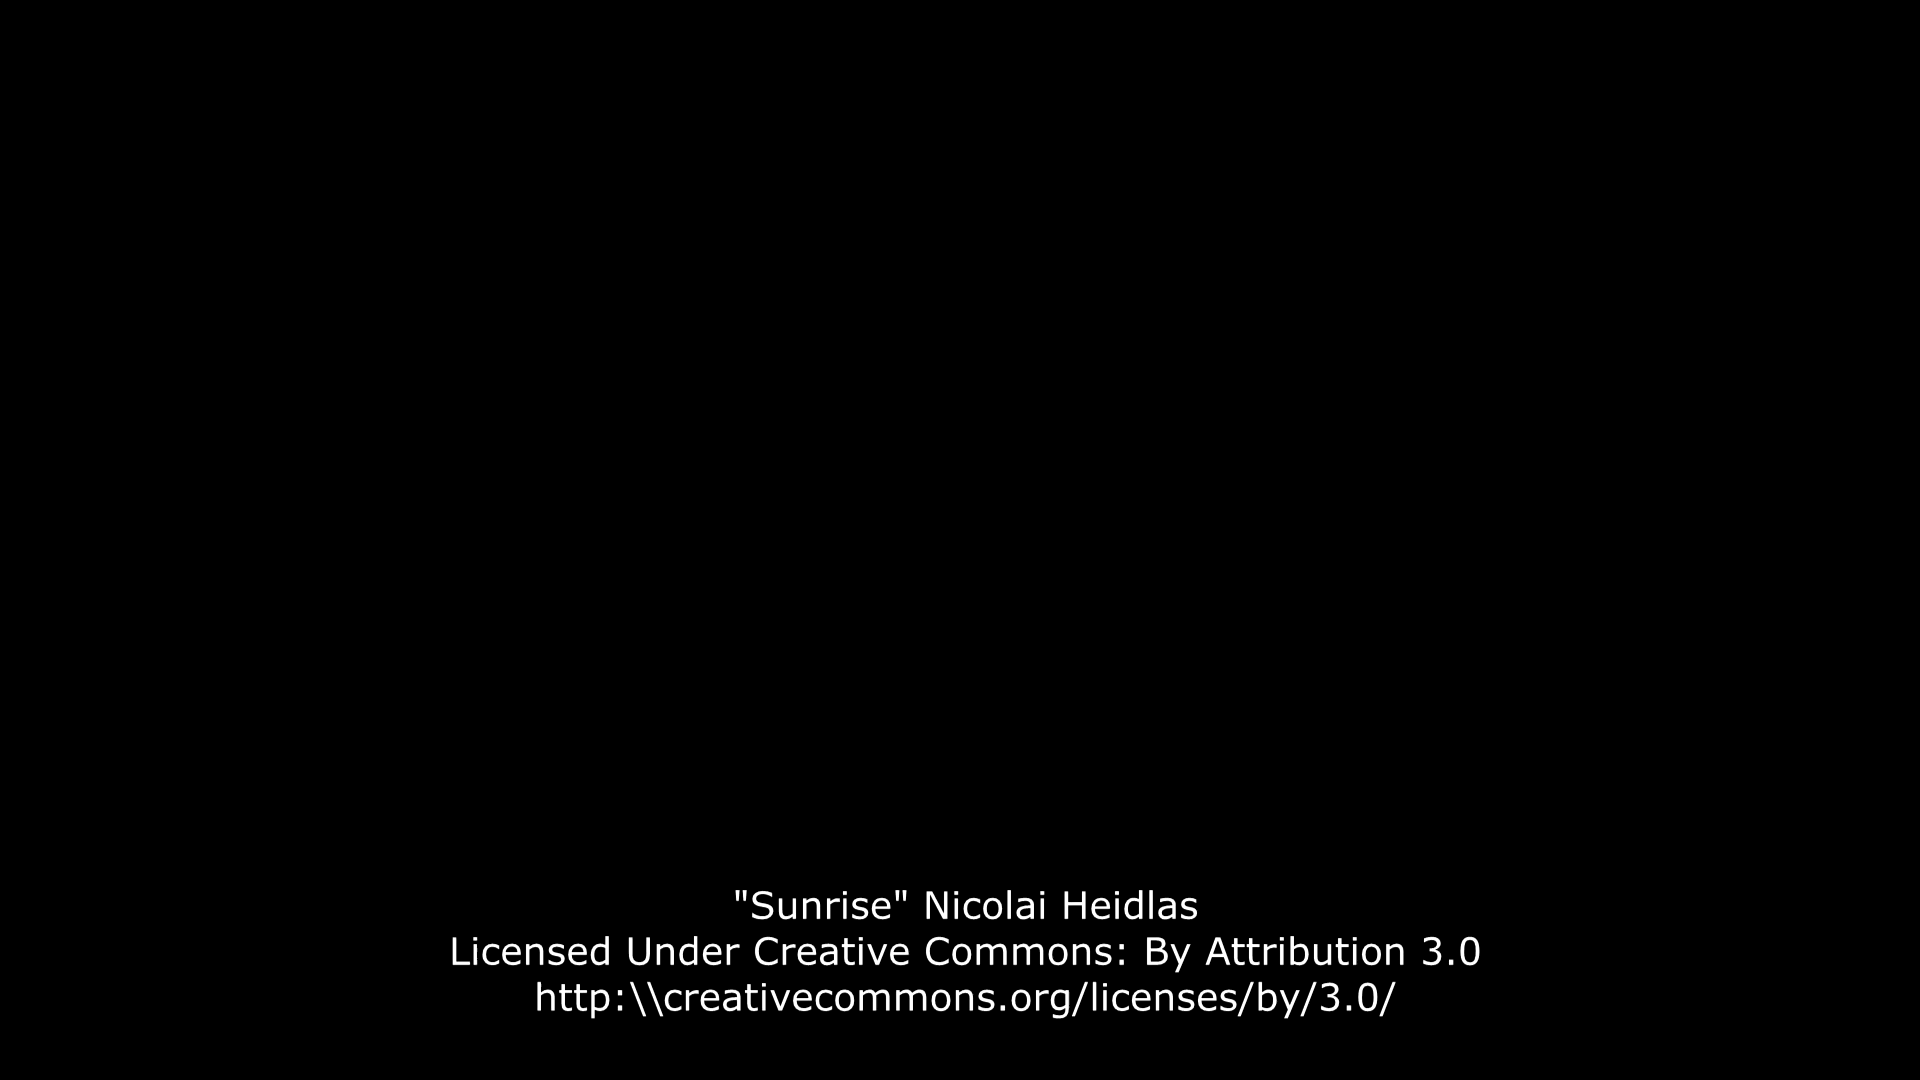 "Sunrise" Nicolai Heidlas
Licensed Under Creative Commons: By Attribution 3.0
http:\\creativecommons.org/licenses/by/3.0/